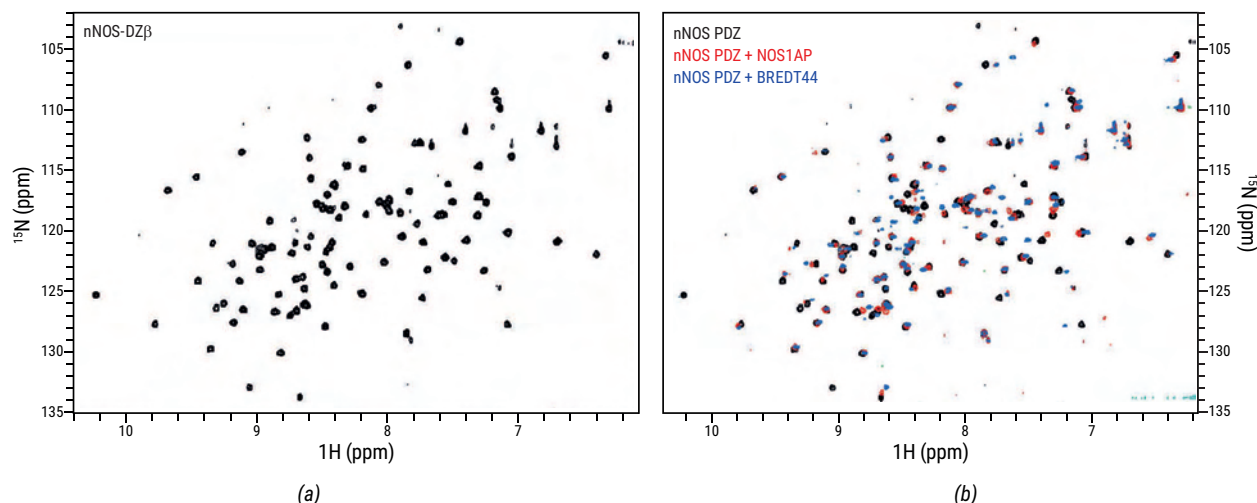 nNOS-DZβ
105
110
115
120
125
130
135
¹⁵N (ppm)
10 9 8 7
1H (ppm)
(a)
nNOS PDZ
nNOS PDZ + NOS1AP
nNOS PDZ + BREDT44
105
110
115
120
125
130
135
¹⁵N (ppm)
10 9 8 7
1H (ppm)
(b)